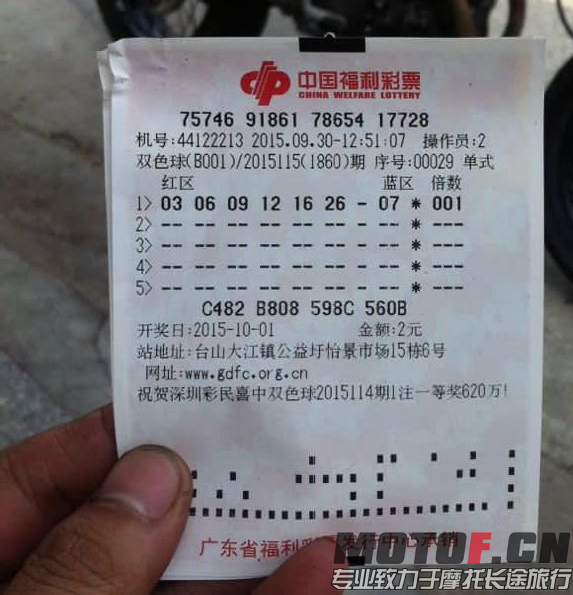 中国福利彩票
CHINA WELFARE LOTTERY
75746 91861 78654 17728
机号:44122213 2015.09.30-12:51:07 操作员:2
双色球(B001)/2015115(1860)期 序号:00029 单式
红区 蓝区 倍数
1> 03 06 09 12 16 26 - 07 * 001
2> -- -- -- -- -- -- - -- * ---
3> -- -- -- -- -- -- - -- * ---
4> -- -- -- -- -- -- - -- * ---
5> -- -- -- -- -- -- - -- * ---
C482 B808 598C 560B
开奖日:2015-10-01 金额:2元
站地址:台山大江镇公益圩怡景市场15栋6号
网址:www.gdfc.org.cn
祝贺深圳彩民喜中双色球2015114期1注一等奖620万!
广东省福利彩 发行中心承销
MOTOF.CN
专业致力于摩托长途旅行